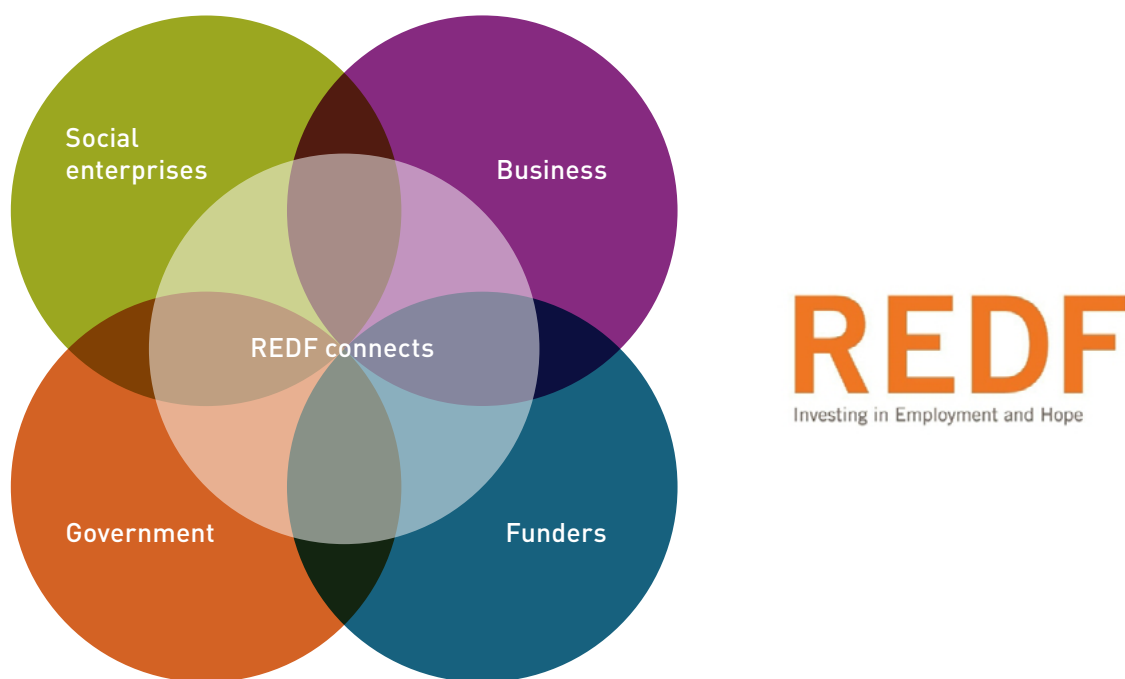 Social
enterprises
Business
REDF connects
Government
Funders
REDF
Investing in Employment and Hope